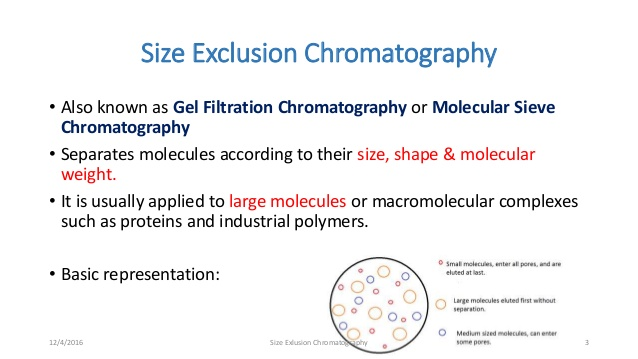 Size Exclusion Chromatography
• Also known as Gel Filtration Chromatography or Molecular Sieve
Chromatography
• Separates molecules according to their size, shape & molecular
weight.
• It is usually applied to large molecules or macromolecular complexes
such as proteins and industrial polymers.
• Basic representation:
Small molecules, enter all pores, and are
eluted at last.
Large molecules eluted first without
separation.
Medium sized molecules, can enter
some pores.
12/4/2016
Size Exlusion Chromatography
3